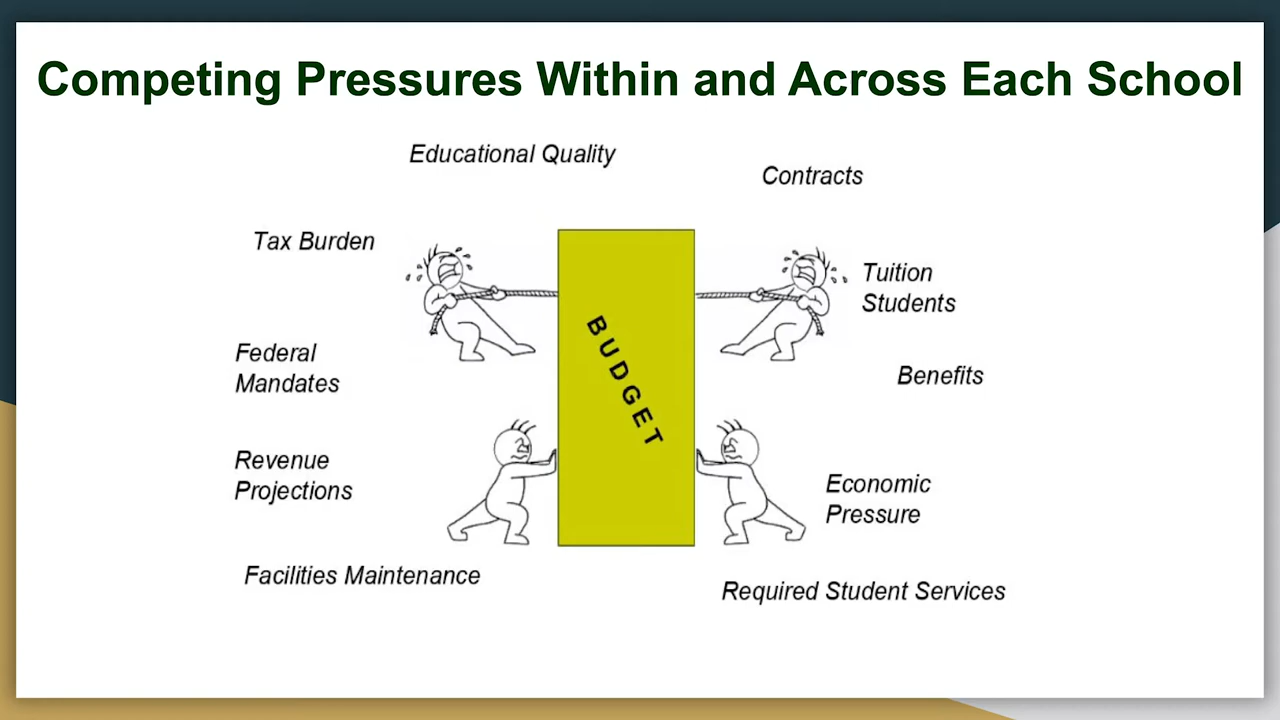 Competing Pressures Within and Across Each School
Educational Quality
Contracts
Tax Burden
Tuition
Students
Federal
Mandates
Benefits
BUDGET
Revenue
Projections
Economic
Pressure
Facilities Maintenance
Required Student Services